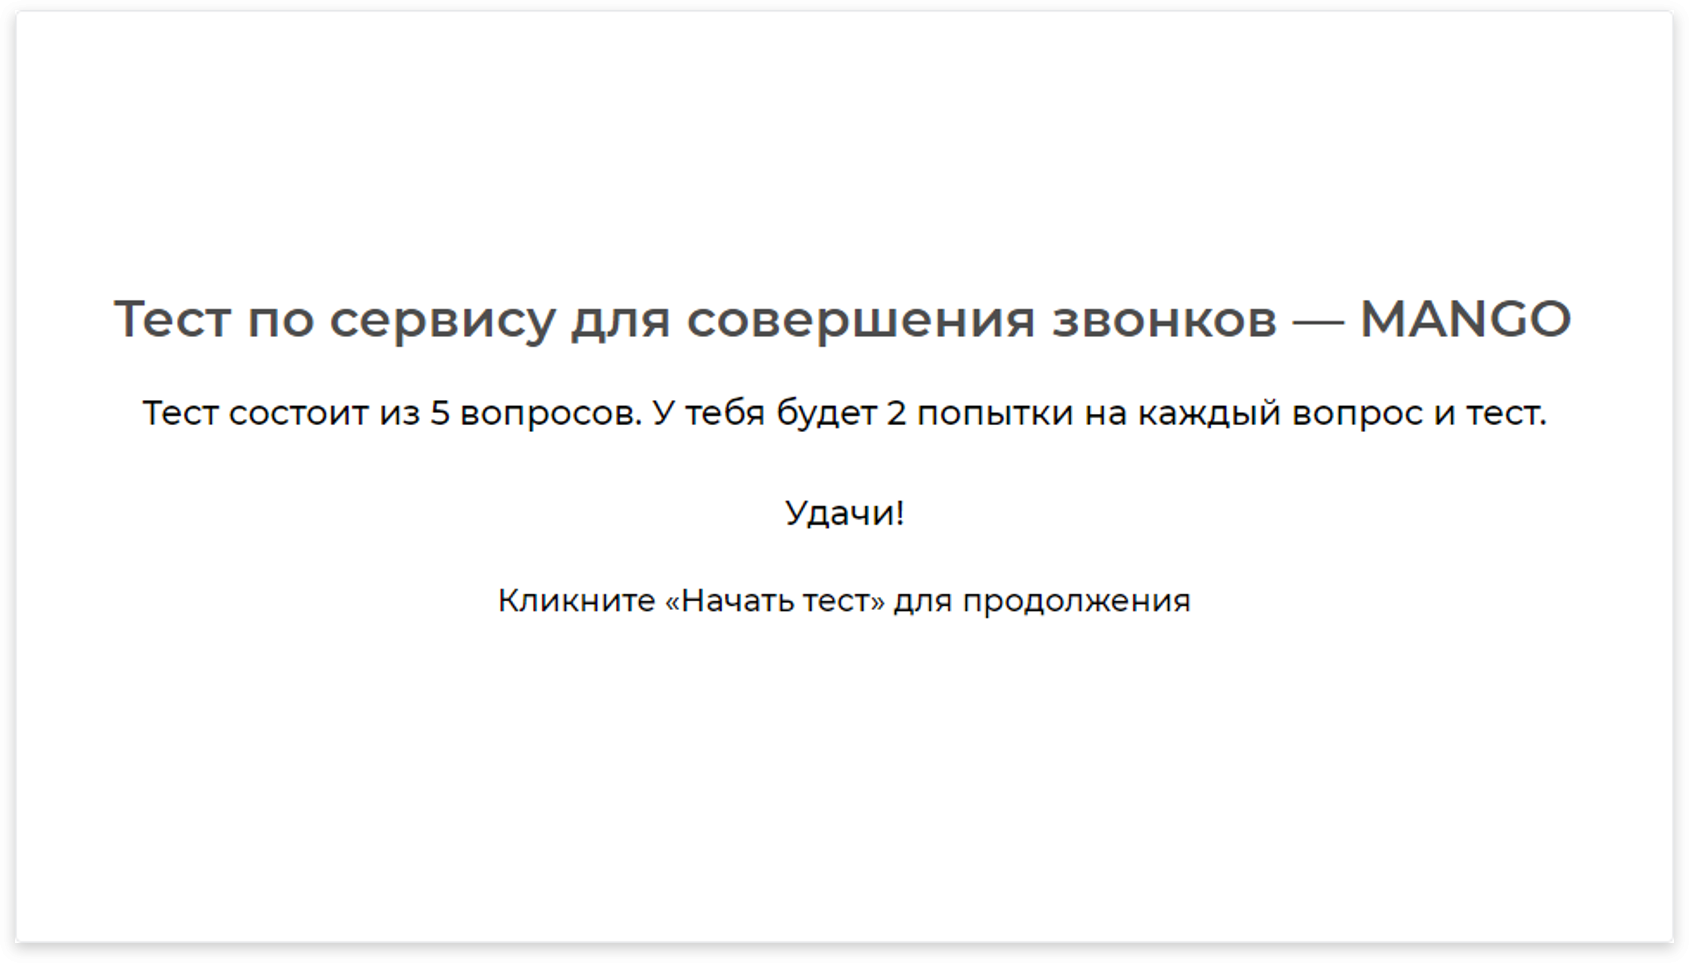 Тест по сервису для совершения звонков — MANGO
Тест состоит из 5 вопросов. У тебя будет 2 попытки на каждый вопрос и тест.
Удачи!
Кликните «Начать тест» для продолжения